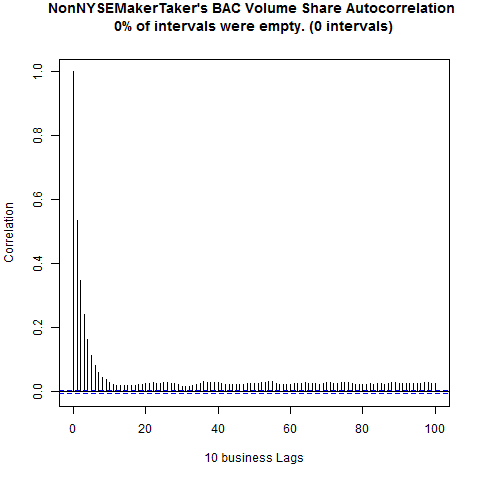 NonNYSEMakerTaker's BAC Volume Share Autocorrelation
0% of intervals were empty. (0 intervals)
Correlation
1.0
0.8
0.6
0.4
0.2
0.0
0 20 40 60 80 100
10 business Lags